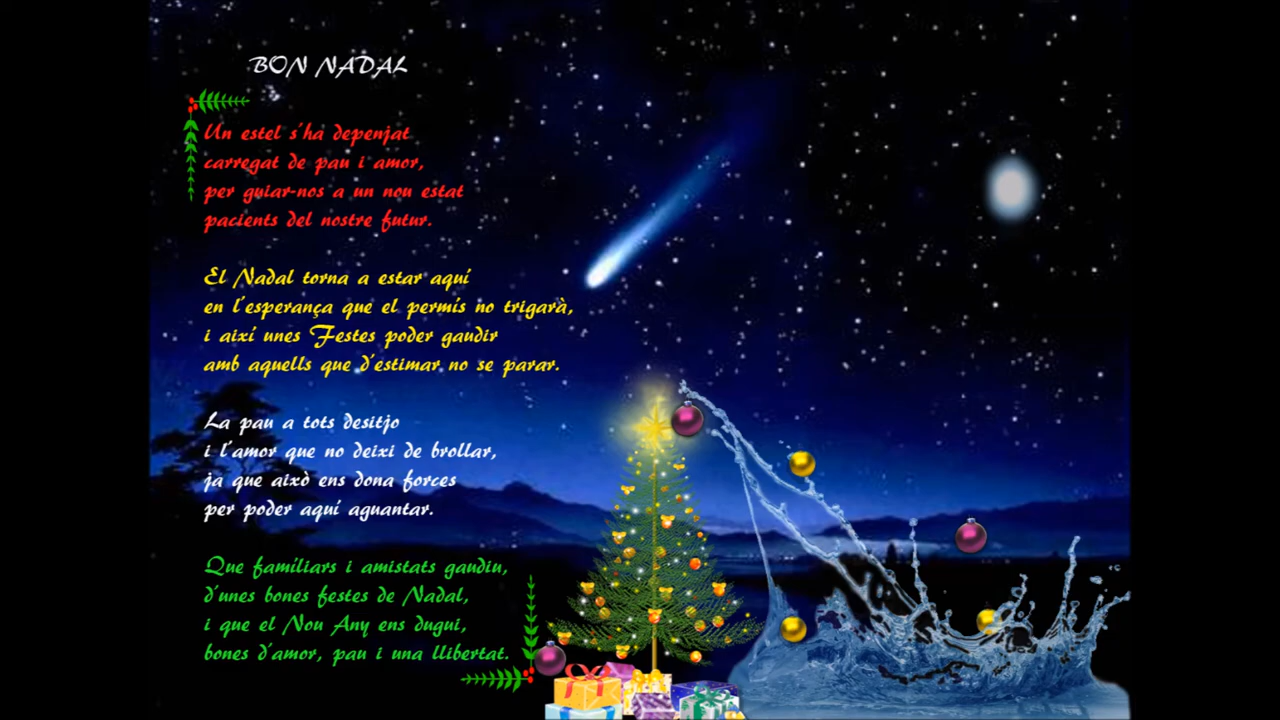 BON NADAL
Un estel s'ha depenjat
carregat de pau i amor,
per guiar-nos a un nou estat
pacients del nostre futur.
El Nadal torna a estar aquí
en l'esperança que el permís no trigarà,
i així unes Festes poder gaudir
amb aquells que d'estimar no se parar.
La pau a tots desitjo
i l'amor que no deixi de brollar,
ja que això ens dona forces
per poder aquí aguantar.
Que famíliars i amistats gaudiu,
d'unes bones festes de Nadal,
i que el Nou Any ens dugui,
bones d'amor, pau i una llibertat.